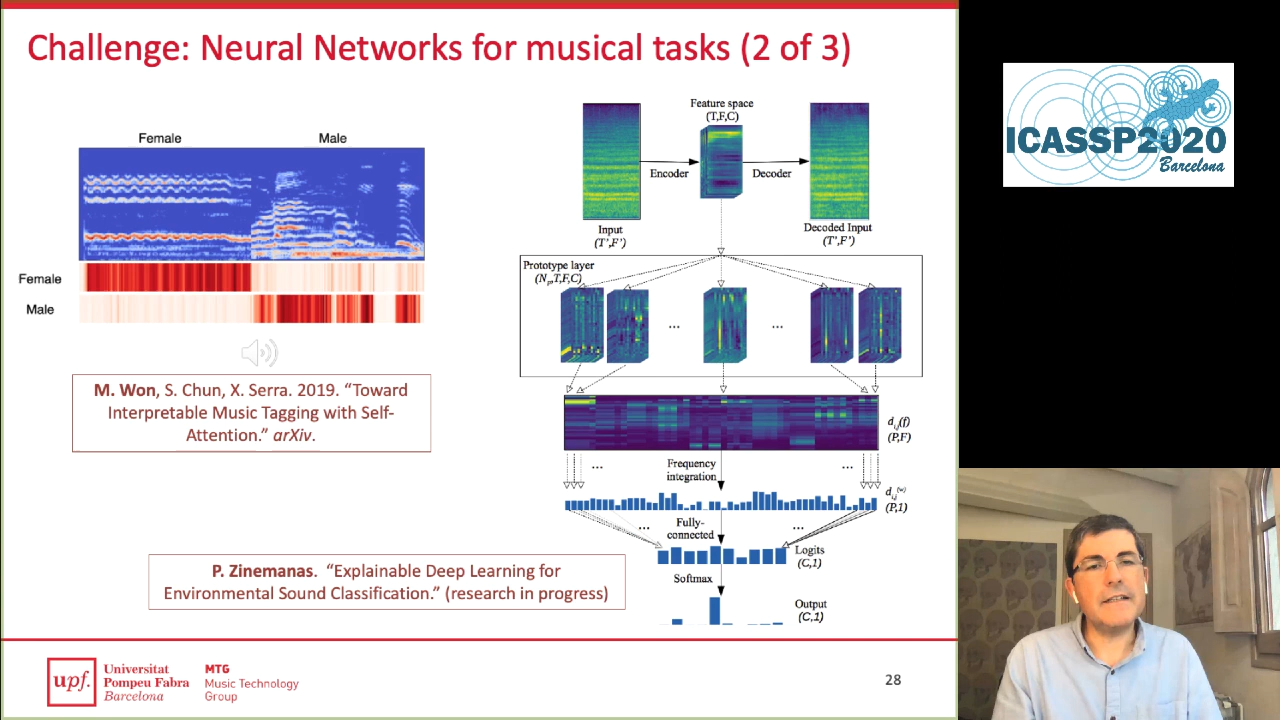 Challenge: Neural Networks for musical tasks (2 of 3)
Female
Male
Female
Male
M. Won, S. Chun, X. Serra. 2019. “Toward
Interpretable Music Tagging with Self-
Attention.” arXiv.
P. Zinemanas. “Explainable Deep Learning for
Environmental Sound Classification.” (research in progress)
Feature space
(T,F,C)
Encoder
Decoder
Input
(T',F')
Decoded Input
(T',F')
Prototype layer
(Np,T,F,C)
...
...
di,j(f)
(P,F)
...
Frequency
integration
...
di,j(w)
(P,1)
...
Fully-
connected
...
Logits
(C,1)
Softmax
Output
(C,1)
upf.
Universitat
Pompeu Fabra
Barcelona
MTG
Music Technology
Group
28
ICASSP2020
Barcelona